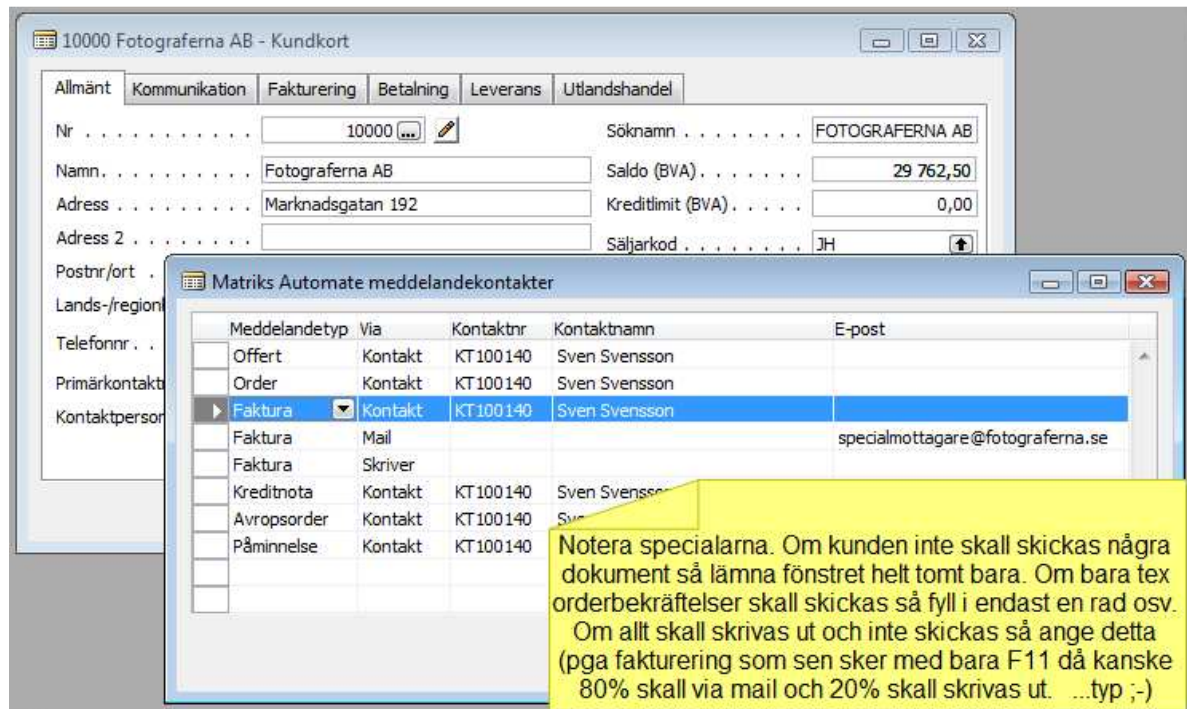 10000 Fotograferna AB - Kundkort
Allmänt Kommunikation Fakturering Betalning Leverans Utlandshandel
Nr . . . . . . . . . . . 10000 ... Söknamn . . . . . . . . FOTOGRAFERNA AB
Namn. . . . . . . . . . Fotograferna AB Saldo (BVA). . . . . . . 29 762,50
Adress . . . . . . . . . Marknadsgatan 192 Kreditlimit (BVA) . . . . . 0,00
Adress 2 . . . . . . . . Säljarkod . . . . . . . . JH
Postnr/ort .
Lands-/region
Telefonnr. .
Primärkontakt
Kontaktperson
Matriks Automate meddelandekontakter
Meddelandetyp Via Kontaktnr Kontaktnamn E-post
Offert Kontakt KT100140 Sven Svensson
Order Kontakt KT100140 Sven Svensson
Faktura Kontakt KT100140 Sven Svensson
Faktura Mail specialmottagare@fotograferna.se
Faktura Skriver
Kreditnota Kontakt KT100140 Sven Svensson
Avropsorder Kontakt KT100140
Påminnelse Kontakt KT100140
Notera specialarna. Om kunden inte skall skickas några
dokument så lämna fönstret helt tomt bara. Om bara tex
orderbekräftelser skall skickas så fyll i endast en rad osv.
Om allt skall skrivas ut och inte skickas så ange detta
(pga fakturering som sen sker med bara F11 då kanske
80% skall via mail och 20% skall skrivas ut. ...typ ;-)